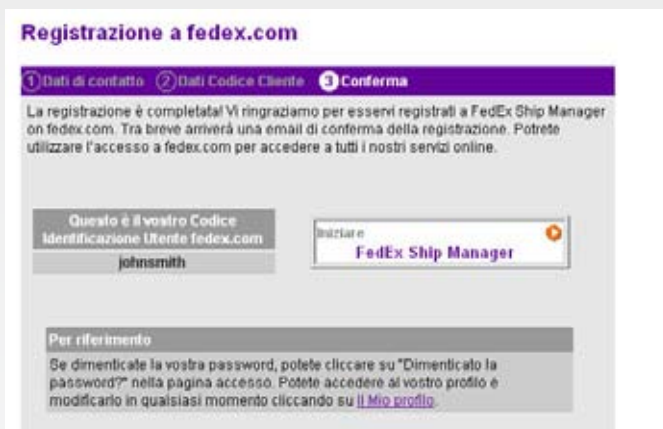 Registrazione a fedex.com
1 Dati di contatto 2 Dati Codice Cliente 3 Conferma
La registrazione è completata! Vi ringraziamo per esservi registrati a FedEx Ship Manager
on fedex.com. Tra breve arriverà una email di conferma della registrazione. Potrete
utilizzare l'accesso a fedex.com per accedere a tutti i nostri servizi online.
Questo è il vostro Codice
Identificazione Utente fedex.com
johnsmith
Iniziare
FedEx Ship Manager
Per riferimento
Se dimenticate la vostra password, potete cliccare su "Dimenticato la
password?" nella pagina accesso. Potete accedere al vostro profilo e
modificarlo in qualsiasi momento cliccando su Il Mio profilo.